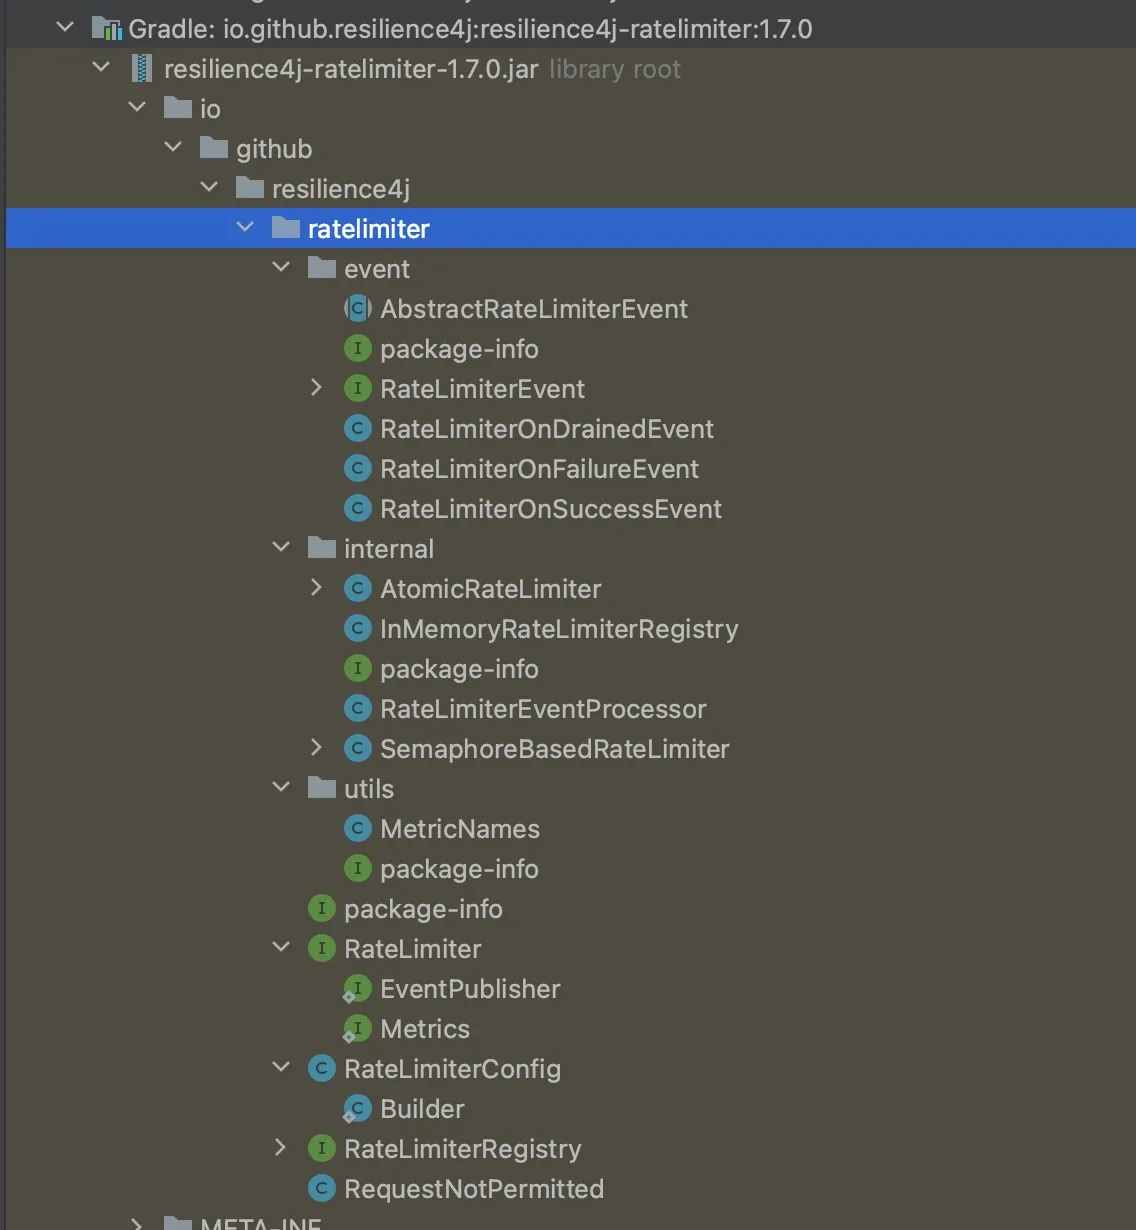 Gradle: io.github.resilience4j:resilience4j-ratelimiter:1.7.0
resilience4j-ratelimiter-1.7.0.jar library root
io
github
resilience4j
ratelimiter
event
C AbstractRateLimiterEvent
I package-info
I RateLimiterEvent
C RateLimiterOnDrainedEvent
C RateLimiterOnFailureEvent
C RateLimiterOnSuccessEvent
internal
C AtomicRateLimiter
C InMemoryRateLimiterRegistry
I package-info
C RateLimiterEventProcessor
C SemaphoreBasedRateLimiter
utils
C MetricNames
I package-info
I package-info
I RateLimiter
I EventPublisher
I Metrics
C RateLimiterConfig
C Builder
I RateLimiterRegistry
C RequestNotPermitted
META-INF